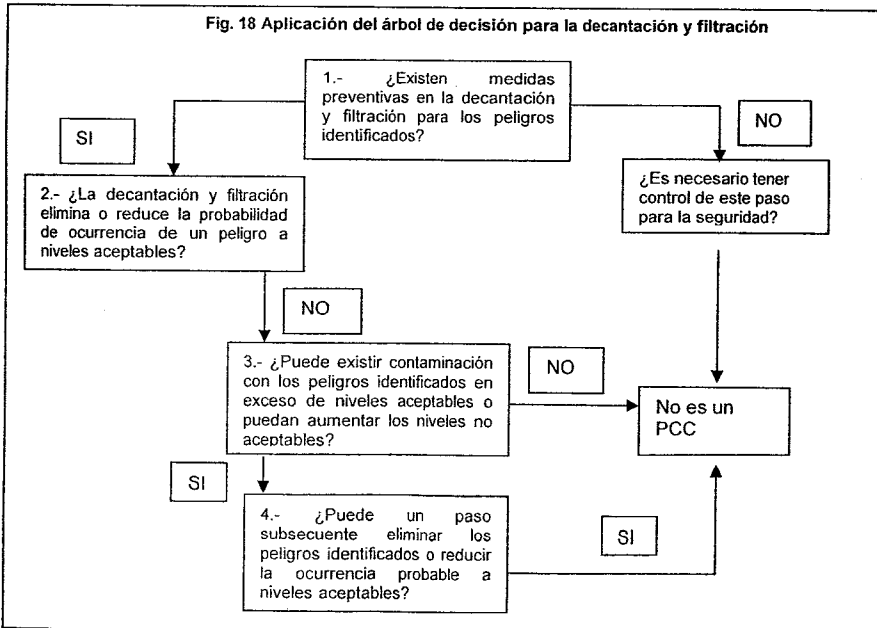 Fig. 18 Aplicación del árbol de decisión para la decantación y filtración
1.- ¿Existen medidas
preventivas en la decantación
y filtración para los peligros
identificados?
SI
NO
2.- ¿La decantación y filtración
elimina o reduce la probabilidad
de ocurrencia de un peligro a
niveles aceptables?
¿Es necesario tener
control de este paso
para la seguridad?
NO
3.- ¿Puede existir contaminación
con los peligros identificados en
exceso de niveles aceptables o
puedan aumentar los niveles no
aceptables?
NO
No es un
PCC
SI
4.- ¿Puede un paso
subsecuente eliminar los
peligros identificados o reducir
la ocurrencia probable a
niveles aceptables?
SI